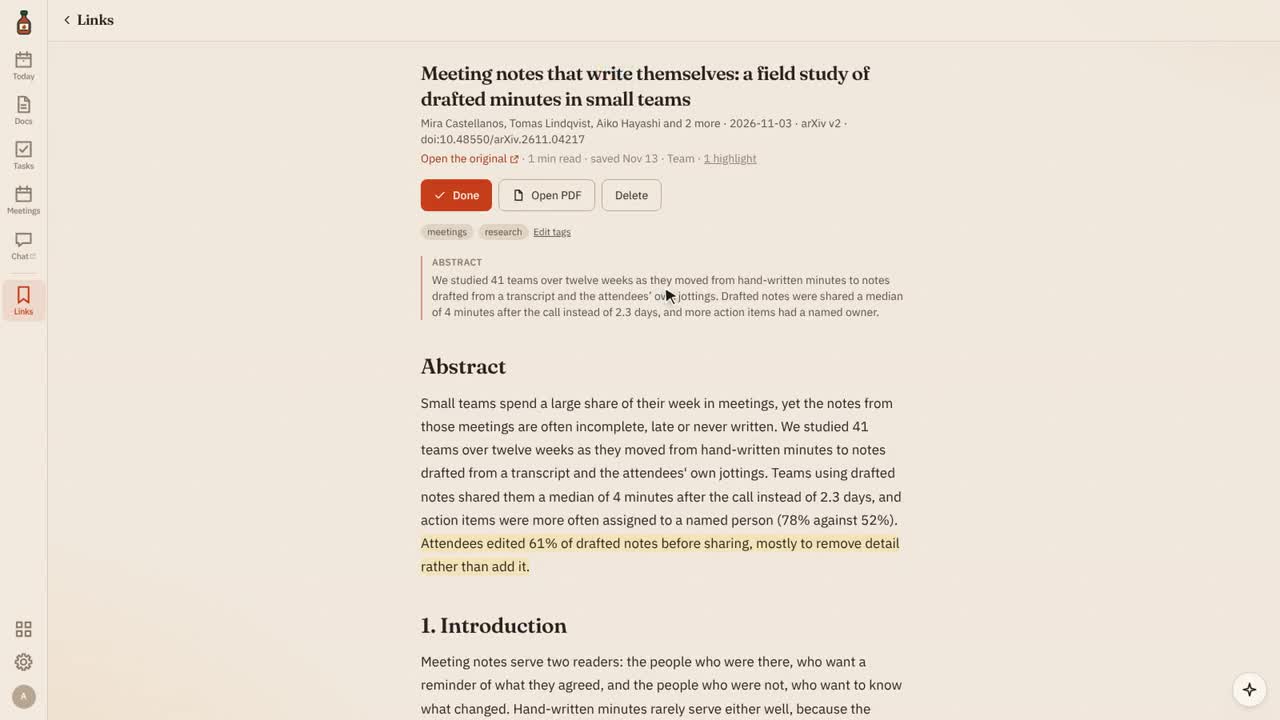 Links
Today
Docs
Tasks
Meetings
Chat
Links
A
Meeting notes that write themselves: a field study of
drafted minutes in small teams
Mira Castellanos, Tomas Lindqvist, Aiko Hayashi and 2 more · 2026-11-03 · arXiv v2 ·
doi:10.48550/arXiv.2611.04217
Open the original · 1 min read · saved Nov 13 · Team · 1 highlight
Done
Open PDF
Delete
meetings research Edit tags
ABSTRACT
We studied 41 teams over twelve weeks as they moved from hand-written minutes to notes
drafted from a transcript and the attendees’ jottings. Drafted notes were shared a median
of 4 minutes after the call instead of 2.3 days, and more action items had a named owner.
Abstract
Small teams spend a large share of their week in meetings, yet the notes from
those meetings are often incomplete, late or never written. We studied 41
teams over twelve weeks as they moved from hand-written minutes to notes
drafted from a transcript and the attendees' own jottings. Teams using drafted
notes shared them a median of 4 minutes after the call instead of 2.3 days, and
action items were more often assigned to a named person (78% against 52%).
Attendees edited 61% of drafted notes before sharing, mostly to remove detail
rather than add it.
1. Introduction
Meeting notes serve two readers: the people who were there, who want a
reminder of what they agreed, and the people who were not, who want to know
what changed. Hand-written minutes rarely serve either well, because the